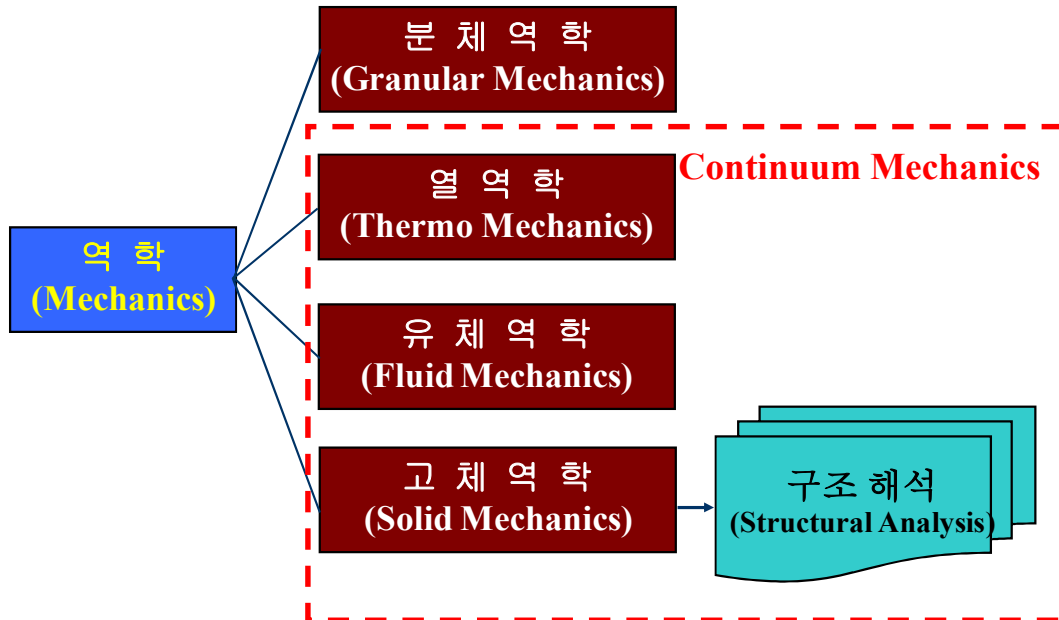 분 체 역 학
(Granular Mechanics)
Continuum Mechanics
열 역 학
(Thermo Mechanics)
역 학
(Mechanics)
유 체 역 학
(Fluid Mechanics)
고 체 역 학
(Solid Mechanics)
구조 해석
(Structural Analysis)